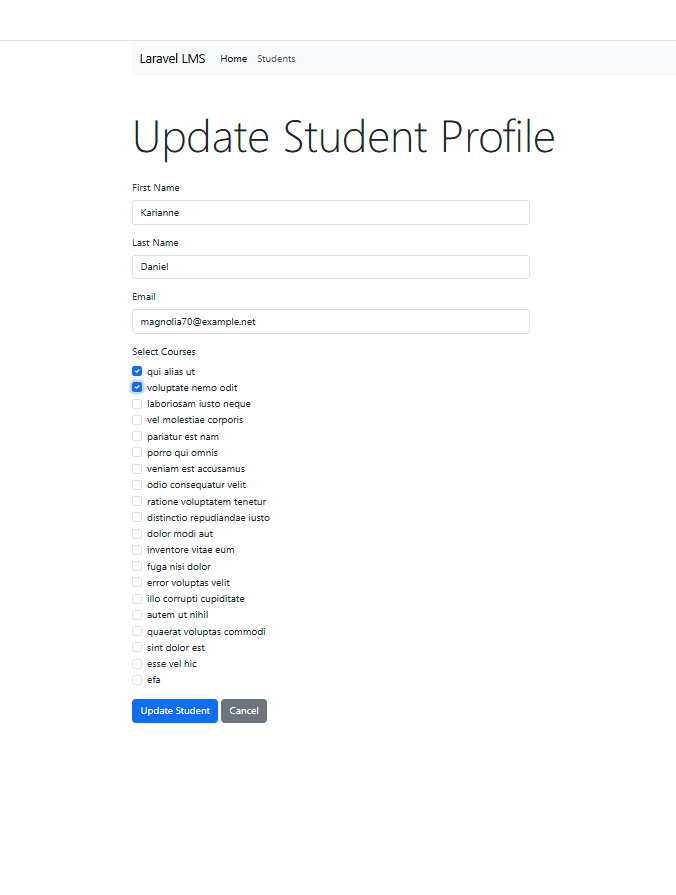 Laravel LMS Home Students
Update Student Profile
First Name
Karianne
Last Name
Daniel
Email
magnolia70@example.net
Select Courses
qui alias ut
voluptate nemo odit
laboriosam iusto neque
vel molestiae corporis
pariatur est nam
porro qui omnis
veniam est accusamus
odio consequatur velit
ratione voluptatem tenetur
distinctio repudiandae iusto
dolor modi aut
inventore vitae eum
fuga nisi dolor
error voluptas velit
illo corrupti cupiditate
autem ut nihil
quaerat voluptas commodi
sint dolor est
esse vel hic
efa
Update Student Cancel